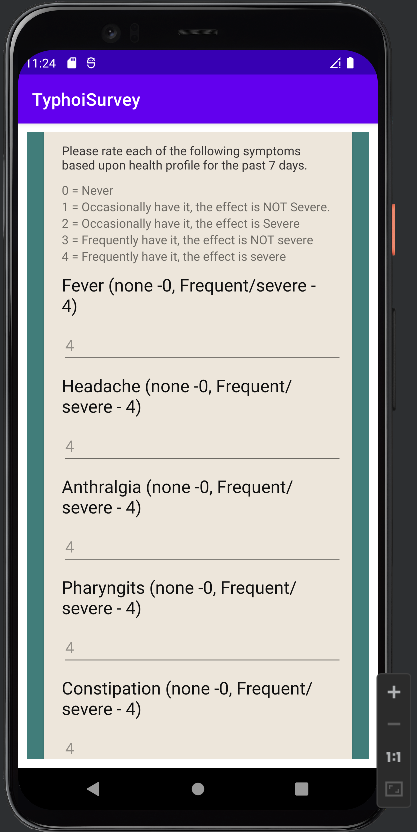 11:24
TyphoiSurvey
Please rate each of the following symptoms
based upon health profile for the past 7 days.
0 = Never
1 = Occasionally have it, the effect is NOT Severe.
2 = Occasionally have it, the effect is Severe
3 = Frequently have it, the effect is NOT severe
4 = Frequently have it, the effect is severe
Fever (none -0, Frequent/severe -
4)
4
Headache (none -0, Frequent/
severe - 4)
4
Anthralgia (none -0, Frequent/
severe - 4)
4
Pharyngits (none -0, Frequent/
severe - 4)
4
Constipation (none -0, Frequent/
severe - 4)
4
1:1